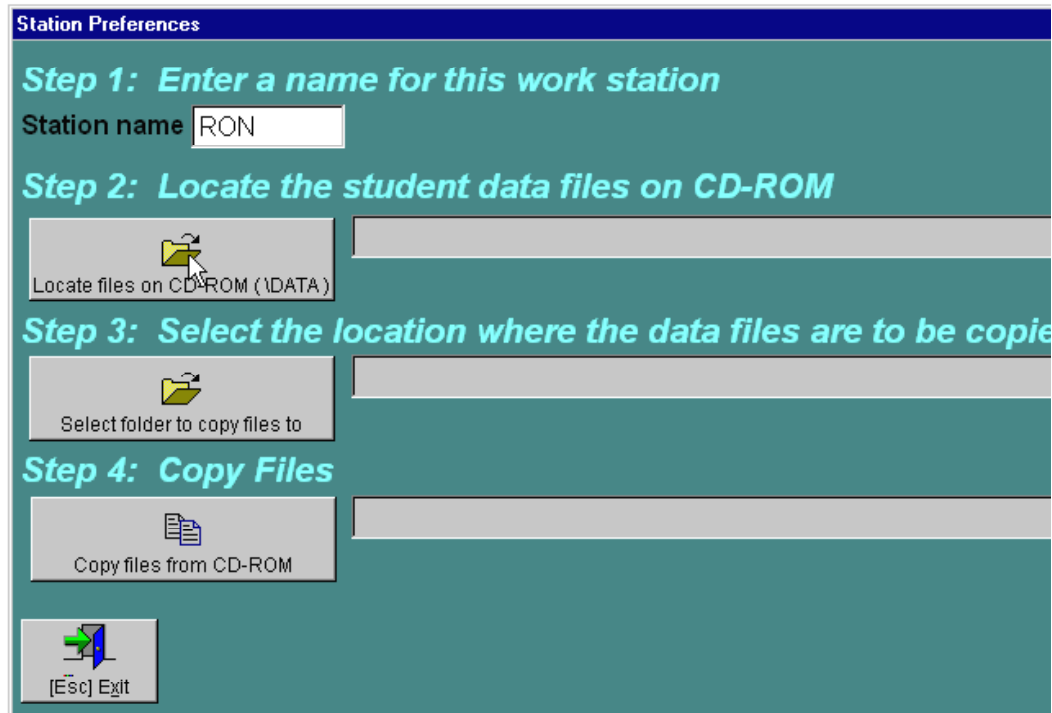 Station Preferences
Step 1: Enter a name for this work station
Station name RON
Step 2: Locate the student data files on CD-ROM
Locate files on CD-ROM (\DATA)
Step 3: Select the location where the data files are to be copie
Select folder to copy files to
Step 4: Copy Files
Copy files from CD-ROM
[Esc] Exit